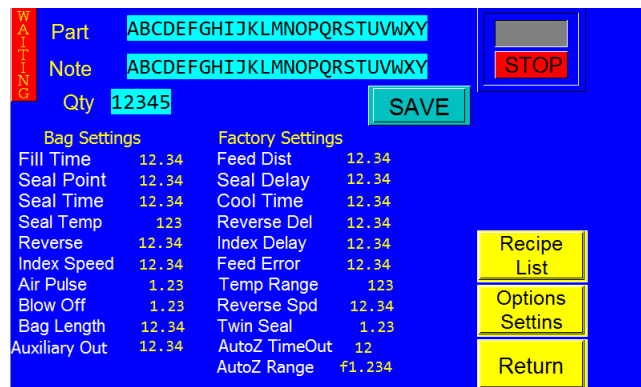 WAITING
Part ABCDEFGHIJKLMNOPQRSTUVWXY
Note ABCDEFGHIJKLMNOPQRSTUVWXY
STOP
Qty 12345
SAVE
Bag Settings Factory Settings
Fill Time 12.34 Feed Dist 12.34
Seal Point 12.34 Seal Delay 12.34
Seal Time 12.34 Cool Time 12.34
Seal Temp 123 Reverse Del 12.34
Reverse 12.34 Index Delay 12.34
Index Speed 12.34 Feed Error 12.34
Air Pulse 1.23 Temp Range 123
Blow Off 1.23 Reverse Spd 12.34
Bag Length 12.34 Twin Seal 1.23
Auxiliary Out 12.34 AutoZ TimeOut 12
AutoZ Range f1.234
Recipe
List
Options
Settins
Return